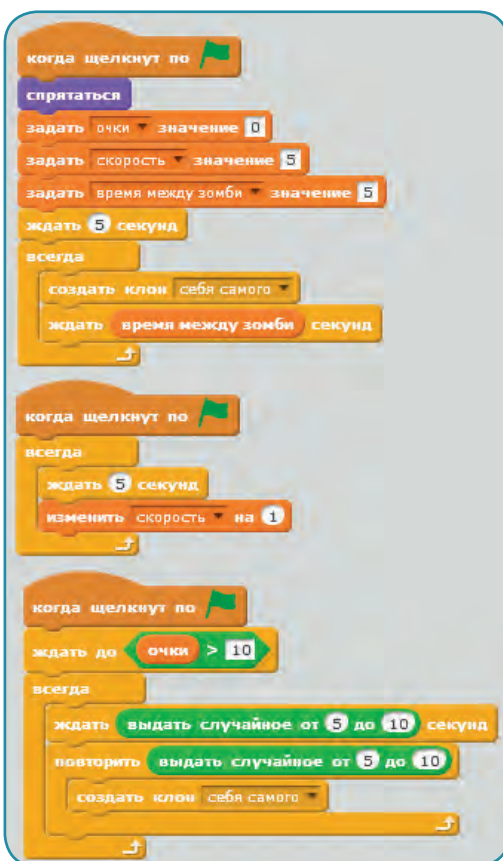 когда щелкнут по
спрятаться
задать очки значение 0
задать скорость значение 5
задать время между зомби значение 5
ждать 5 секунд
всегда
создать клон себя самого
ждать время между зомби секунд
когда щелкнут по
всегда
ждать 5 секунд
изменить скорость на 1
когда щелкнут по
ждать до очки > 10
всегда
ждать выдать случайное от 5 до 10 секунд
повторить выдать случайное от 5 до 10
создать клон себя самого